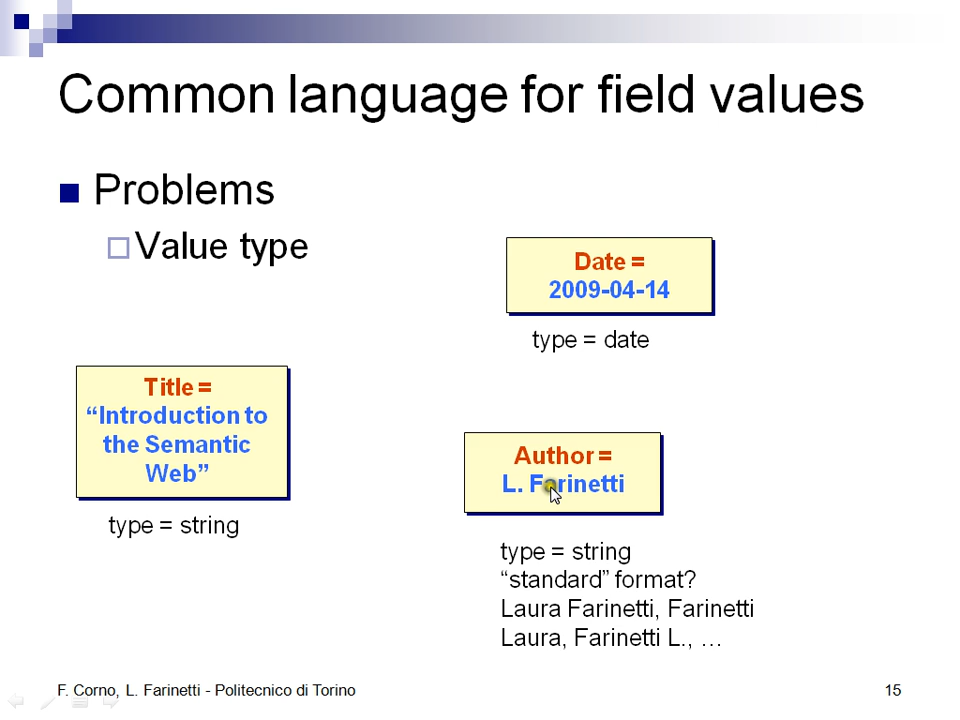 Common language for field values
Problems
Value type
Date =
2009-04-14
type = date
Title =
“Introduction to
the Semantic
Web”
type = string
Author =
L. Farinetti
type = string
“standard” format?
Laura Farinetti, Farinetti
Laura, Farinetti L., …
F. Corno, L. Farinetti - Politecnico di Torino
15